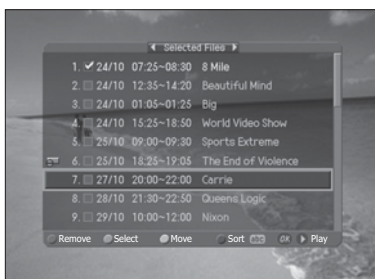 Selected Files
1. 24/10 07:25~08:30 8 Mile
2. 24/10 12:35~14:20 Beautiful Mind
3. 24/10 01:05~01:25 Big
4. 24/10 15:25~18:50 World Video Show
5. 25/10 09:00~09:30 Sports Extreme
6. 25/10 18:25~19:05 The End of Violence
7. 27/10 20:00~22:00 Carrie
8. 28/10 21:30~22:50 Queens Logic
9. 29/10 10:00~12:00 Nixon
Remove Select Move Sort ABC OK Play